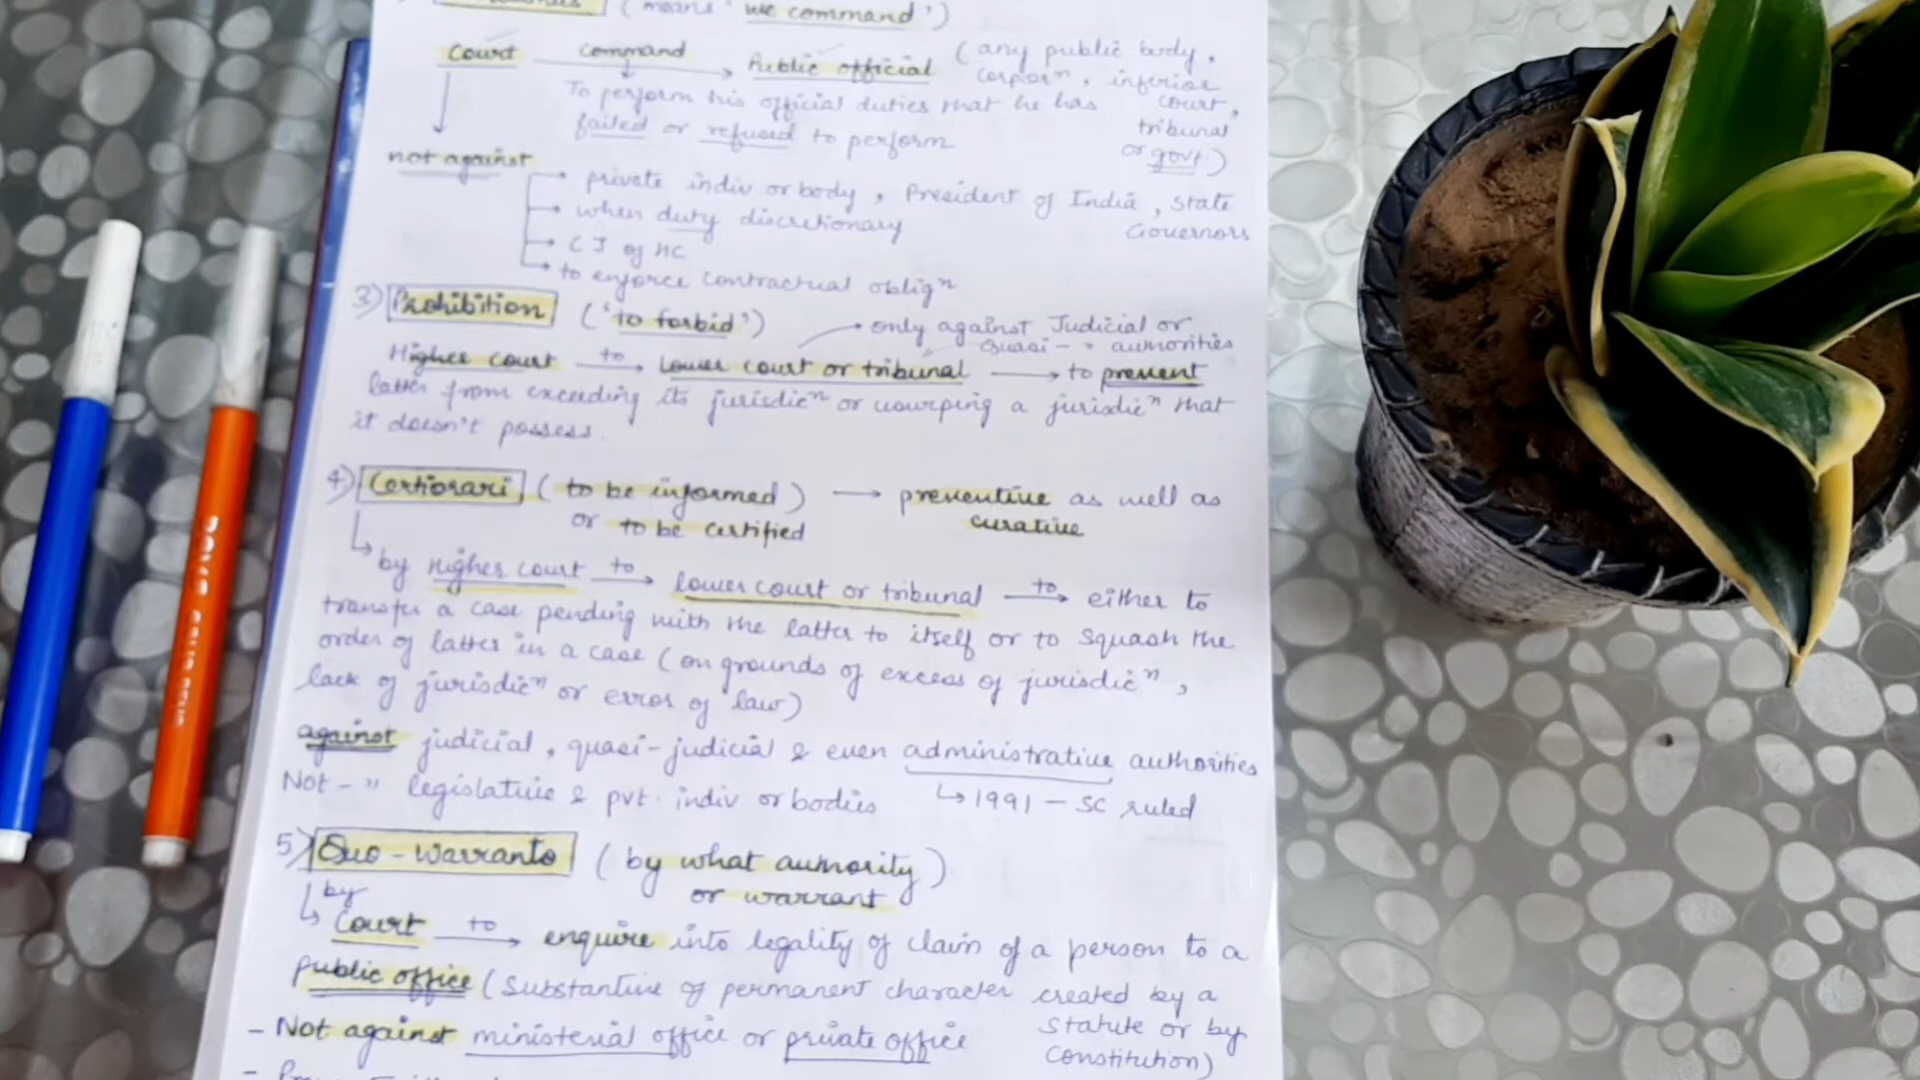 (means 'we command')
Court command Public official (any public body,
corporⁿ, inferior
To perform his official duties that he has court,
failed or refused to perform tribunal
or govt.)
not against
private indiv or body, President of India, State
Governors
when duty discretionary
CJ of HC
to enforce contractual obligⁿ
3) Prohibition ('to forbid') only against Judicial or
Quasi- " authorities
Higher court to Lower court or tribunal to prevent
latter from exceeding its jurisdicⁿ or usurping a jurisdicⁿ that
it doesn't possess.
4) Certiorari (to be informed) preventive as well as
or to be certified curative
by Higher court to lower court or tribunal to either to
transfer a case pending with the latter to itself or to squash the
order of latter in a case (on grounds of excess of jurisdicⁿ,
lack of jurisdicⁿ or error of law)
against judicial, quasi-judicial & even administrative authorities
Not - " legislative & pvt. indiv or bodies 1991 - SC ruled
5) Quo-Warranto (by what authority)
or warrant
by
Court to enquire into legality of claim of a person to a
public office (Substantive of permanent character created by a
statute or by
- Not against ministerial office or private office
Constitution)